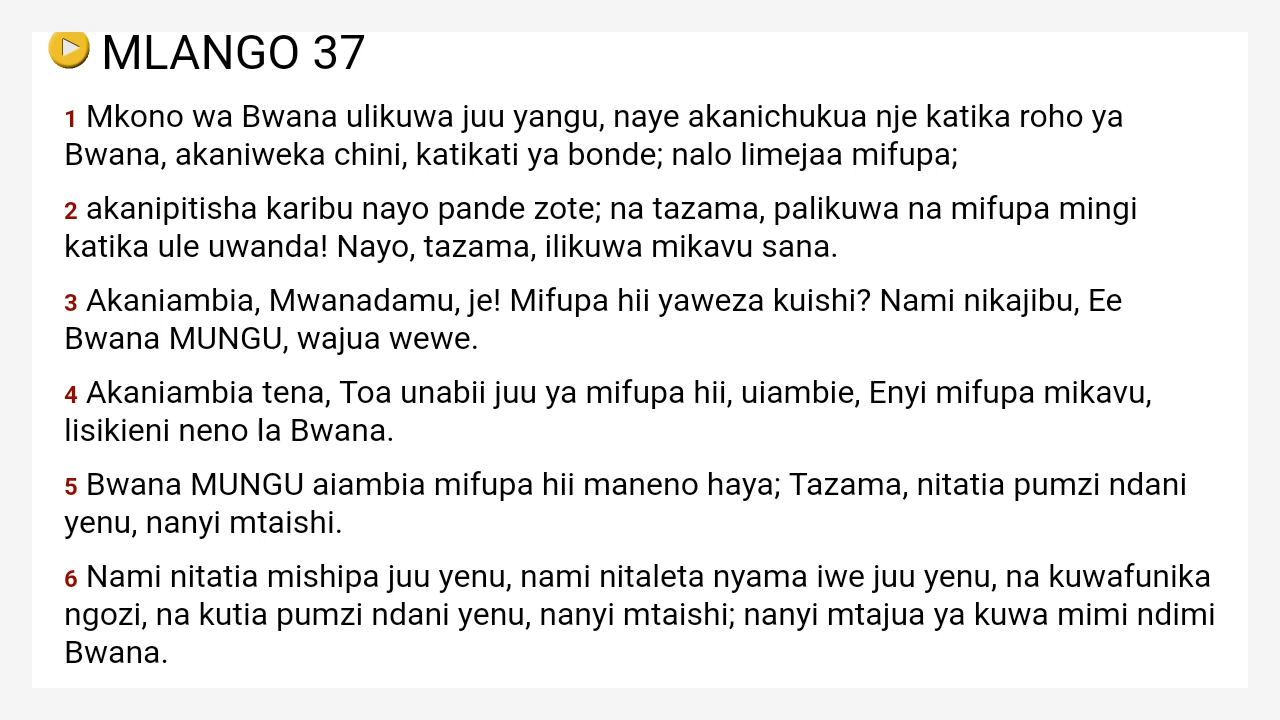 MLANGO 37
1 Mkono wa Bwana ulikuwa juu yangu, naye akanichukua nje katika roho ya
Bwana, akaniweka chini, katikati ya bonde; nalo limejaa mifupa;
2 akanipitisha karibu nayo pande zote; na tazama, palikuwa na mifupa mingi
katika ule uwanda! Nayo, tazama, ilikuwa mikavu sana.
3 Akaniambia, Mwanadamu, je! Mifupa hii yaweza kuishi? Nami nikajibu, Ee
Bwana MUNGU, wajua wewe.
4 Akaniambia tena, Toa unabii juu ya mifupa hii, uiambie, Enyi mifupa mikavu,
lisikieni neno la Bwana.
5 Bwana MUNGU aiambia mifupa hii maneno haya; Tazama, nitatia pumzi ndani
yenu, nanyi mtaishi.
6 Nami nitatia mishipa juu yenu, nami nitaleta nyama iwe juu yenu, na kuwafunika
ngozi, na kutia pumzi ndani yenu, nanyi mtaishi; nanyi mtajua ya kuwa mimi ndimi
Bwana.